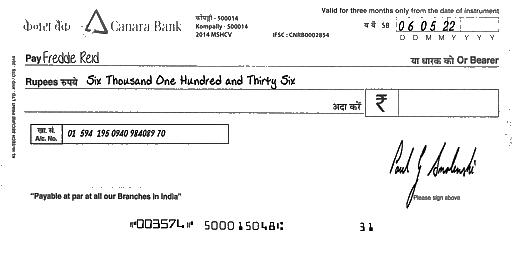 केनरा बैंक Canara Bank
कोंपल्ली - 500014
Kompally - 500014
2014 MSHCV
IFSC : CNRB0002854
Valid for three months only from the date of instrument
SB 06 05 22
D D M M Y Y Y Y
Pay Freddie Reid या धारक को Or Bearer
Rupees रुपये Six Thousand One Hundred and Thirty Six
अदा करें ₹
खा. सं.
A/c. No. 01 594 195 0940 984089 70
Paul J Smolenski
Please sign above
"Payable at par at all our Branches in India"
⑈003574⑈ 500015048⑆ 31